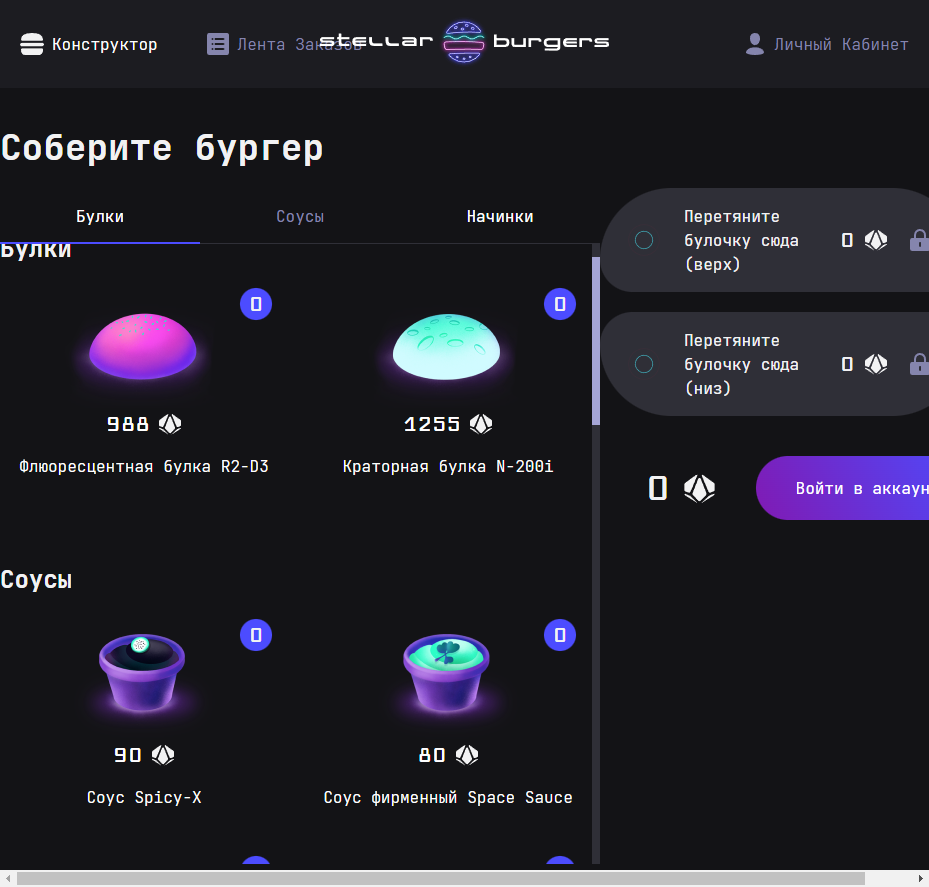 Конструктор
Лента Заказов
stellar burgers
Личный Кабинет
Соберите бургер
Булки
Соусы
Начинки
Булки
0
0
988
1255
Флюоресцентная булка R2-D3
Краторная булка N-200i
Соусы
0
0
90
80
Соус Spicy-X
Соус фирменный Space Sauce
Перетяните
булочку сюда
(верх)
0
Перетяните
булочку сюда
(низ)
0
0
Войти в аккаун